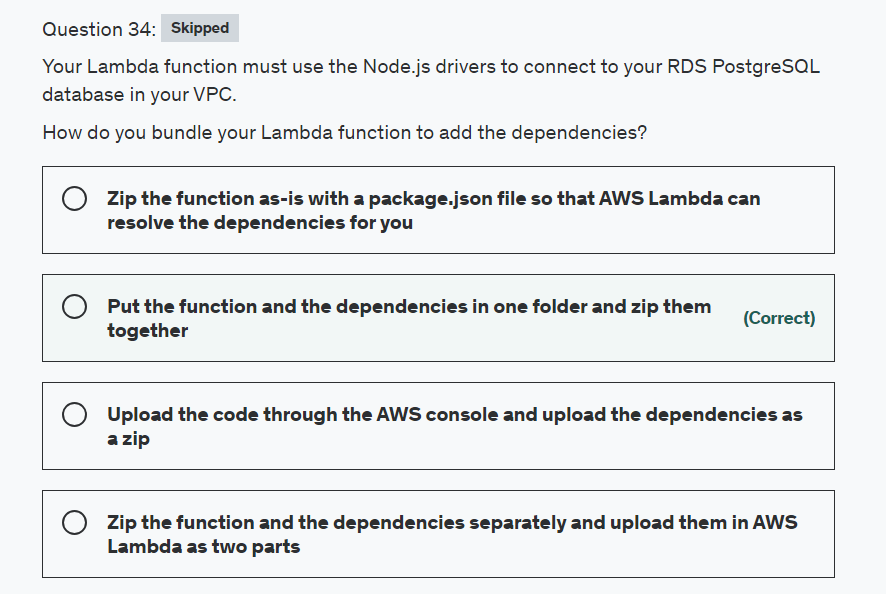 Question 34: Skipped
Your Lambda function must use the Node.js drivers to connect to your RDS PostgreSQL
database in your VPC.
How do you bundle your Lambda function to add the dependencies?
Zip the function as-is with a package.json file so that AWS Lambda can
resolve the dependencies for you
Put the function and the dependencies in one folder and zip them
together
(Correct)
Upload the code through the AWS console and upload the dependencies as
a zip
Zip the function and the dependencies separately and upload them in AWS
Lambda as two parts